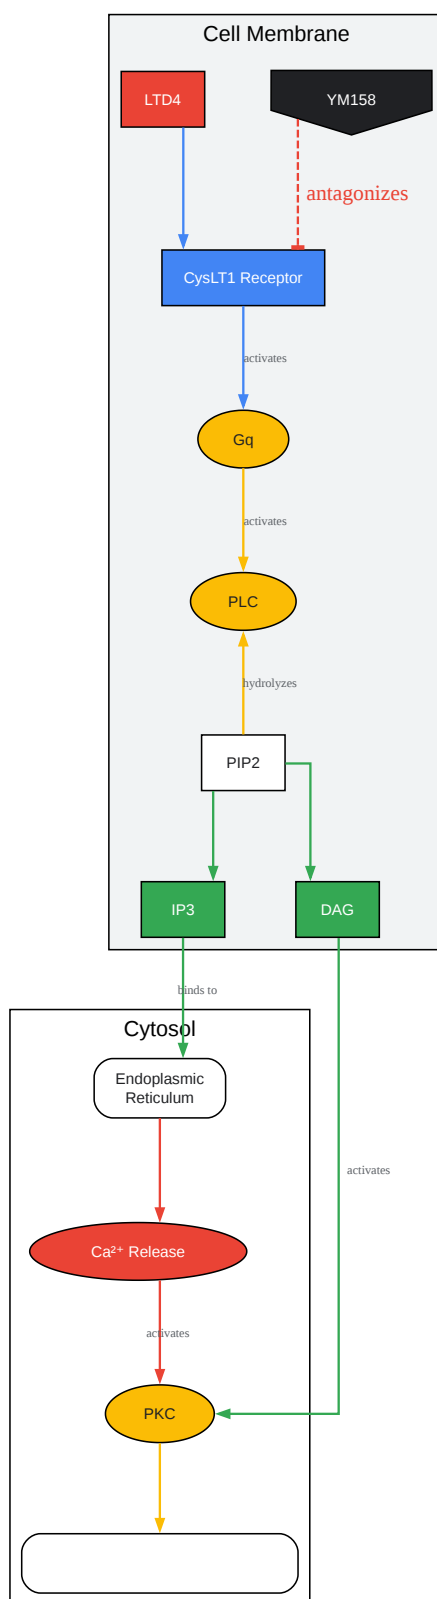 Cell Membrane
LTD4
YM158
antagonizes
CysLT1 Receptor
activates
Gq
activates
PLC
hydrolyzes
PIP2
IP3
DAG
binds to
Cytosol
Endoplasmic
Reticulum
activates
Ca²⁺ Release
activates
PKC